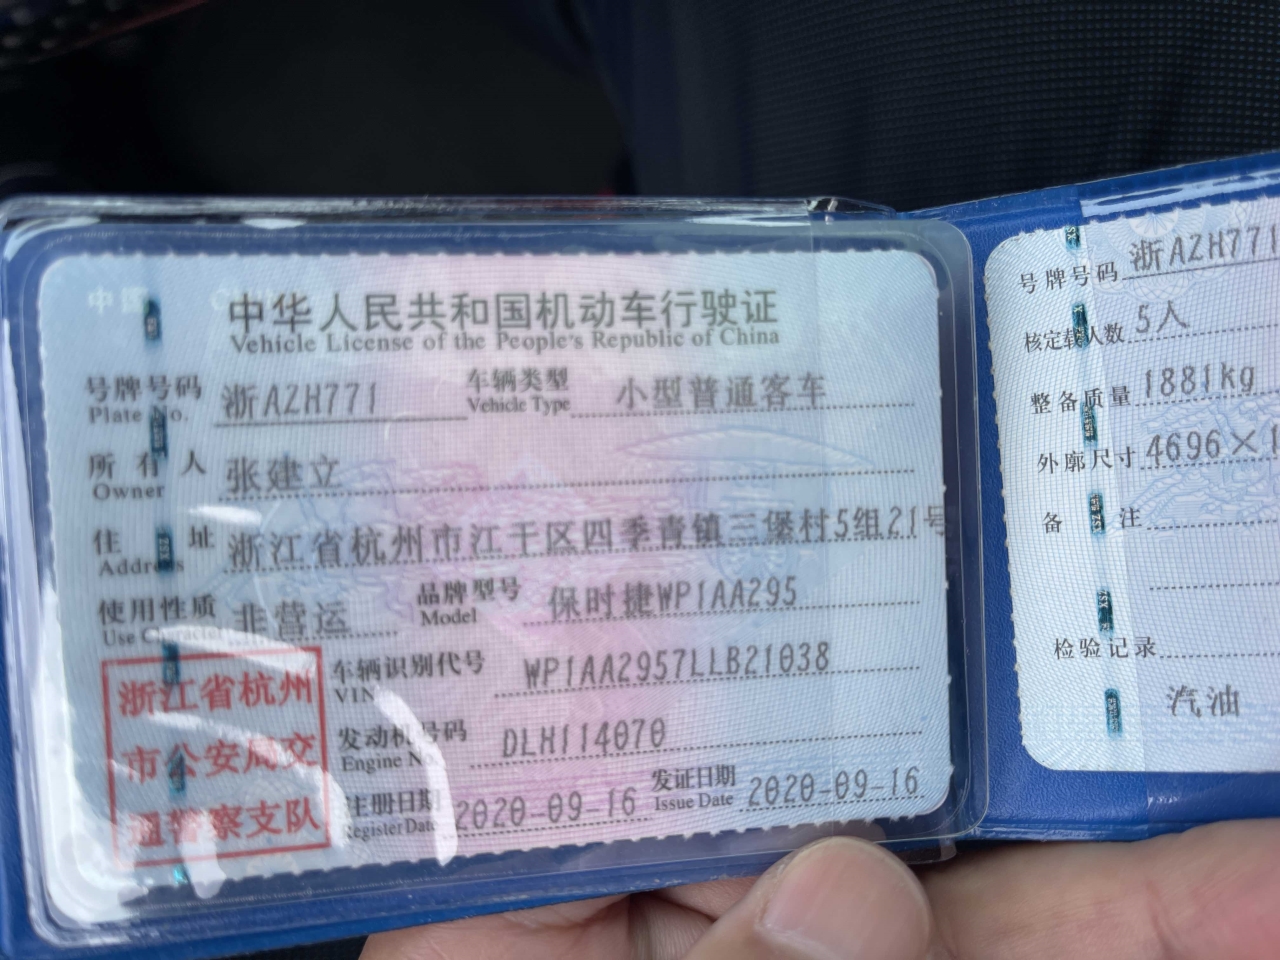 中华人民共和国机动车行驶证
Vehicle License of the People's Republic of China
号牌号码 浙AZH771 车辆类型 小型普通客车
Plate No. Vehicle Type
所有人 张建立
Owner
住址 浙江省杭州市江干区四季青镇三堡村5组21号
Address
使用性质 非营运 品牌型号 保时捷WP1AA295
Use Character Model
浙江省杭州
市公安局交
通警察支队
车辆识别代号 WP1AA2957LLB21038
VIN
发动机号码 DLH114070
Engine No.
注册日期 2020-09-16 发证日期 2020-09-16
Register Date Issue Date
号牌号码 浙AZH771
核定载人数 5人
整备质量 1881kg
外廓尺寸 4696×1
备注
检验记录
汽油